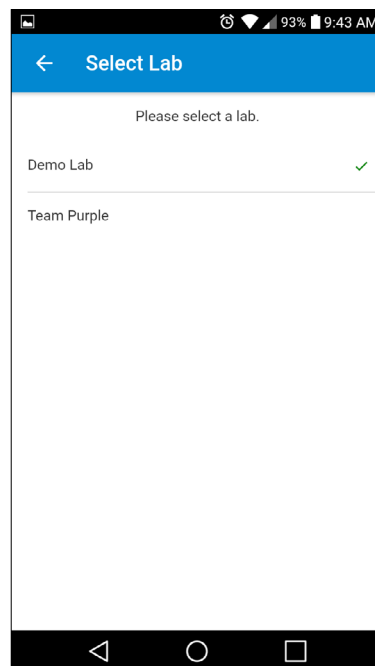 93% 9:43 AM
Select Lab
Please select a lab.
Demo Lab
Team Purple